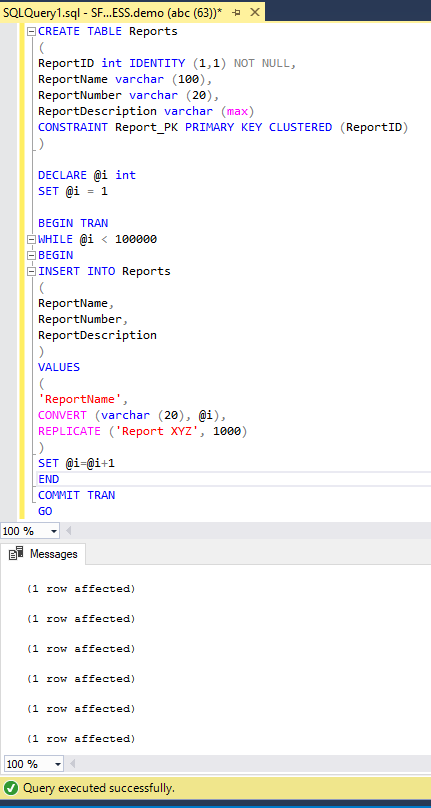 SQLQuery1.sql - SF...ESS.demo (abc (63))*
CREATE TABLE Reports
(
ReportID int IDENTITY (1,1) NOT NULL,
ReportName varchar (100),
ReportNumber varchar (20),
ReportDescription varchar (max)
CONSTRAINT Report_PK PRIMARY KEY CLUSTERED (ReportID)
)
DECLARE @i int
SET @i = 1
BEGIN TRAN
WHILE @i < 100000
BEGIN
INSERT INTO Reports
(
ReportName,
ReportNumber,
ReportDescription
)
VALUES
(
'ReportName',
CONVERT (varchar (20), @i),
REPLICATE ('Report XYZ', 1000)
)
SET @i=@i+1
END
COMMIT TRAN
GO
100 %
Messages
(1 row affected)
(1 row affected)
(1 row affected)
(1 row affected)
(1 row affected)
(1 row affected)
100 %
Query executed successfully.